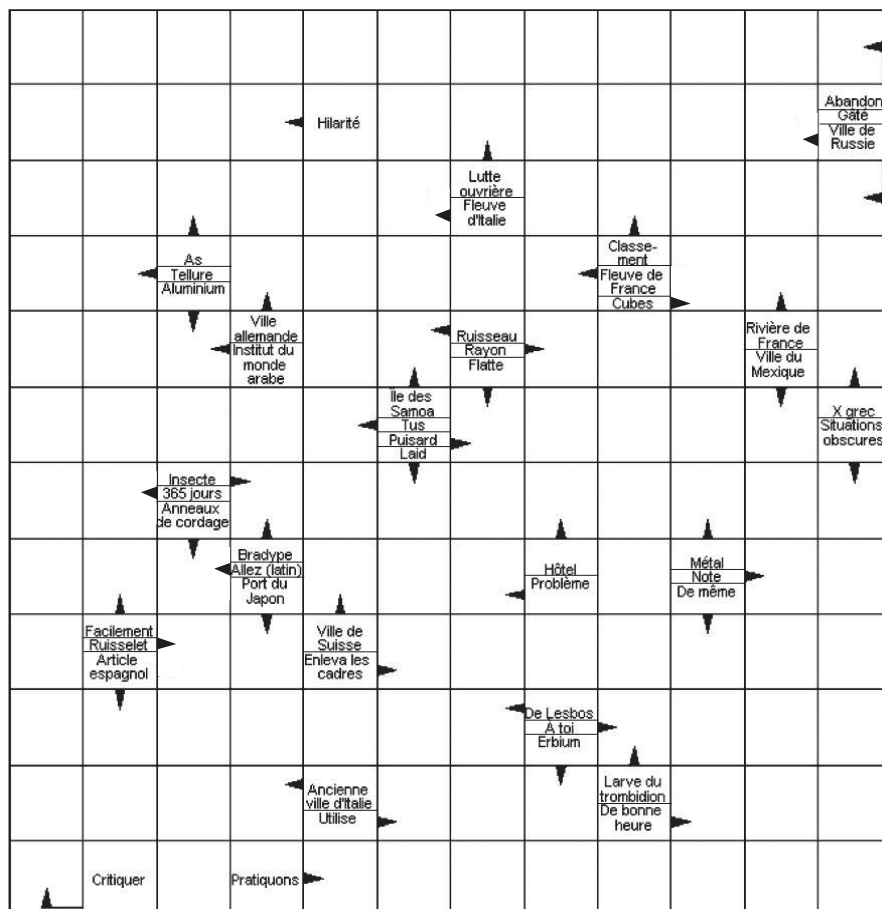 Hilarité
Abandon
Gâté
Ville de
Russie
Lutte
ouvrière
Fleuve
d'Italie
As
Tellure
Aluminium
Classe-
ment
Fleuve de
France
Cubes
Ville
allemande
Institut du
monde
arabe
Ruisseau
Rayon
Flatte
Rivière de
France
Ville du
Mexique
Île des
Samoa
Tus
Puisard
Laid
X grec
Situations
obscures
Insecte
365 jours
Anneaux
de cordage
Bradype
Allez (latin)
Port du
Japon
Hôtel
Problème
Métal
Note
De même
Facilement
Ruisselet
Article
espagnol
Ville de
Suisse
Enleva les
cadres
De Lesbos
À toi
Erbium
Ancienne
ville d'Italie
Utilise
Larve du
trombidion
De bonne
heure
Critiquer
Pratiquons